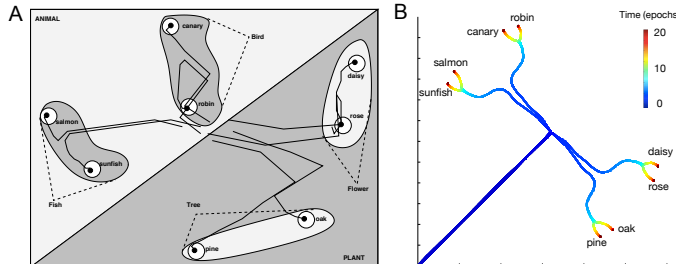 A
ANIMAL
canary
Bird
daisy
robin
salmon
rose
sunfish
Fish
Flower
Tree
oak
pine
PLANT
B
robin
canary
Time (epochs
20
10
0
salmon
sunfish
daisy
rose
oak
pine